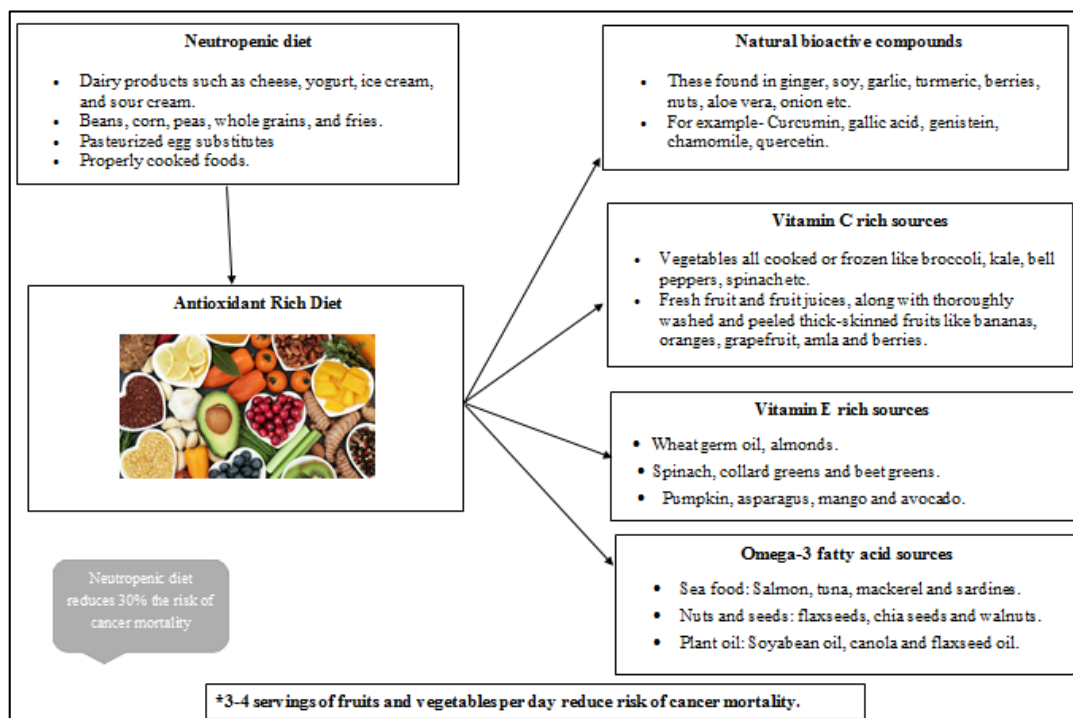 Neutropenic diet
• Dairy products such as cheese, yogurt, ice cream,
and sour cream.
• Beans, corn, peas, whole grains, and fries.
• Pasteurized egg substitutes
• Properly cooked foods.
Antioxidant Rich Diet
Neutropenic diet
reduces 30% the risk of
cancer mortality
Natural bioactive compounds
• These found in ginger, soy, garlic, turmeric, berries,
nuts, aloe vera, onion etc.
• For example- Curcumin, gallic acid, genistein,
chamomile, quercetin.
Vitamin C rich sources
• Vegetables all cooked or frozen like broccoli, kale, bell
peppers, spinach etc.
• Fresh fruit and fruit juices, along with thoroughly
washed and peeled thick-skinned fruits like bananas,
oranges, grapefruit, amla and berries.
Vitamin E rich sources
• Wheat germ oil, almonds.
• Spinach, collard greens and beet greens.
• Pumpkin, asparagus, mango and avocado.
Omega-3 fatty acid sources
• Sea food: Salmon, tuna, mackerel and sardines.
• Nuts and seeds: flaxseeds, chia seeds and walnuts.
• Plant oil: Soyabean oil, canola and flaxseed oil.
*3-4 servings of fruits and vegetables per day reduce risk of cancer mortality.